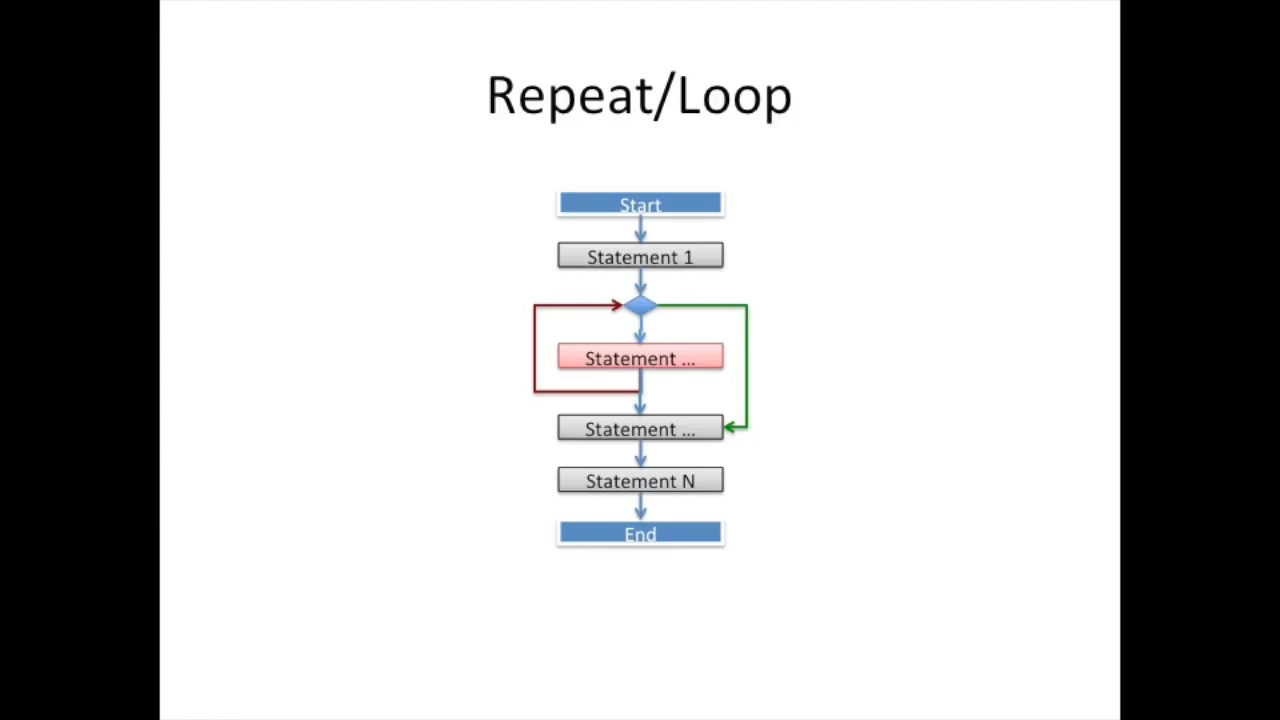 Repeat/Loop
Start
Statement 1
Statement ...
Statement ...
Statement N
End